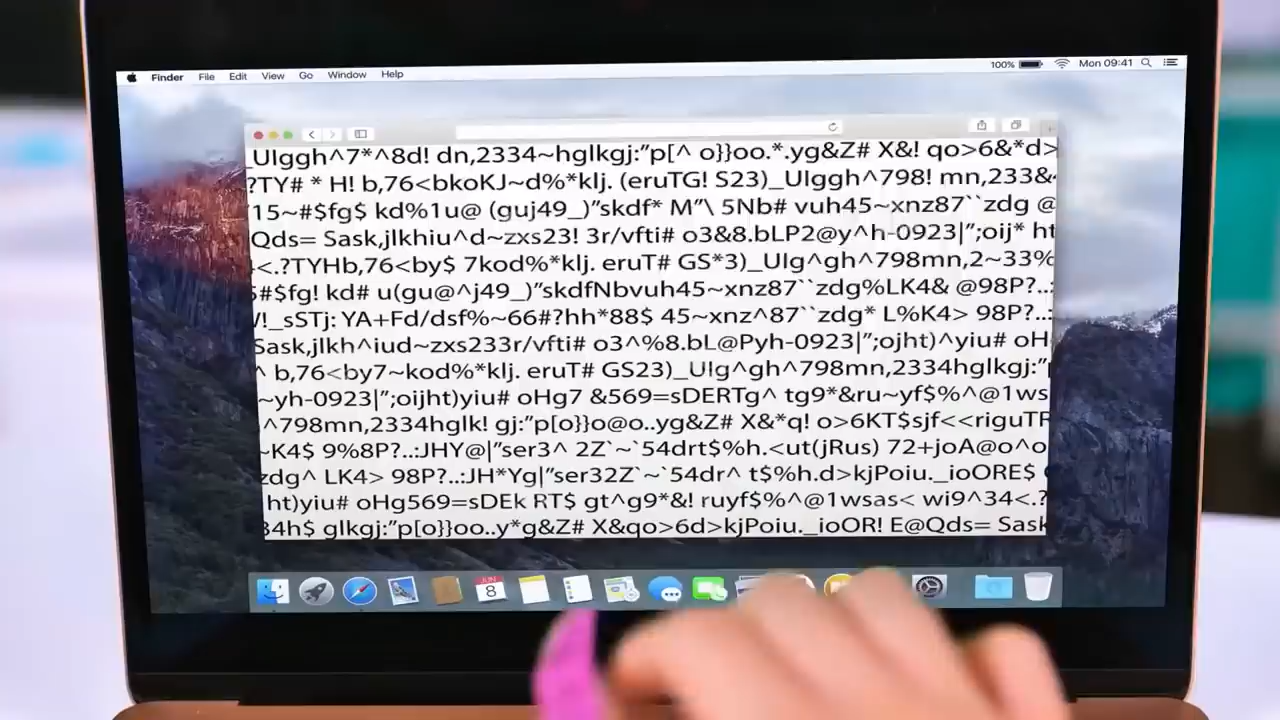 Finder File Edit View Go Window Help 100% Mon 09:41
UIggh^7*^8d! dn,2334~hglkgj:"p[^ o}}oo.*.yg&Z# X&! qo>6&*d>
?TY# * H! b,76<bkoKJ~d%*klj. (eruTG! S23)_UIggh^798! mn,233&
'15~#$fg$ kd%1u@ (guj49_)"skdf* M"\ 5Nb# vuh45~xnz87``zdg @
Qds= Sask,jlkhiu^d~zxs23! 3r/vfti# o3&8.bLP2@y^h-0923|";oij* ht
<.?TYHb,76<by$ 7kod%*klj. eruT# GS*3)_UIg^gh^798mn,2~33%
#$fg! kd# u(gu@^j49_)"skdfNbvuh45~xnz87``zdg%LK4& @98P?..:
!_sSTj: YA+Fd/dsf%~66#?hh*88$ 45~xnz^87``zdg* L%K4> 98P?..:
Sask,jlkh^iud~zxs233r/vfti# o3^%8.bL@Pyh-0923|";ojht)^yiu# oH
^ b,76<by7~kod%*klj. eruT# GS23)_UIg^gh^798mn,2334hglkgj:"p
~yh-0923|";oijht)yiu# oHg7 &569=sDERTg^ tg9*&ru~yf$%^@1ws
^798mn,2334hglk! gj:"p[o}}o@o..yg&Z# X&*q! o>6KT$sjf<<riguTR
~K4$ 9%8P?..:JHY@|"ser3^ 2Z`~`54drt$%h.<ut(jRus) 72+joA@o^o
zdg^ LK4> 98P?..:JH*Yg|"ser32Z`~`54dr^ t$%h.d>kjPoiu._ioORE$
ht)yiu# oHg569=sDEk RT$ gt^g9*&! ruyf$%^@1wsas< wi9^34<.?
34h$ glkgj:"p[o}}oo..y*g&Z# X&qo>6d>kjPoiu._ioOR! E@Qds= Sask
JUN
8